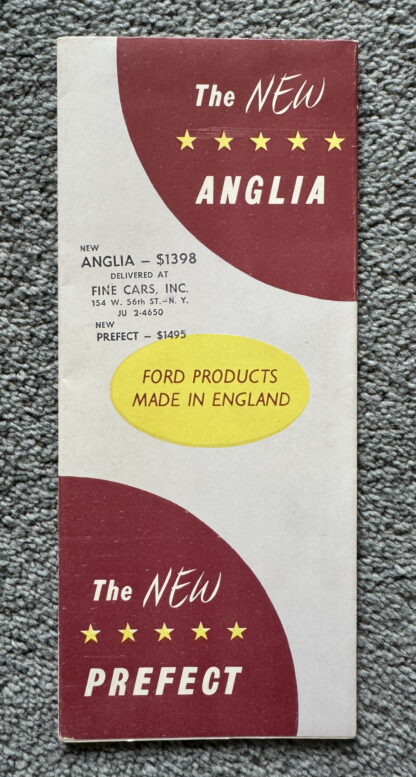 The NEW
ANGLIA
NEW
ANGLIA – $1398
DELIVERED AT
FINE CARS, INC.
154 W. 56th ST.–N. Y.
JU 2-4650
NEW
PREFECT – $1495
FORD PRODUCTS
MADE IN ENGLAND
The NEW
PREFECT